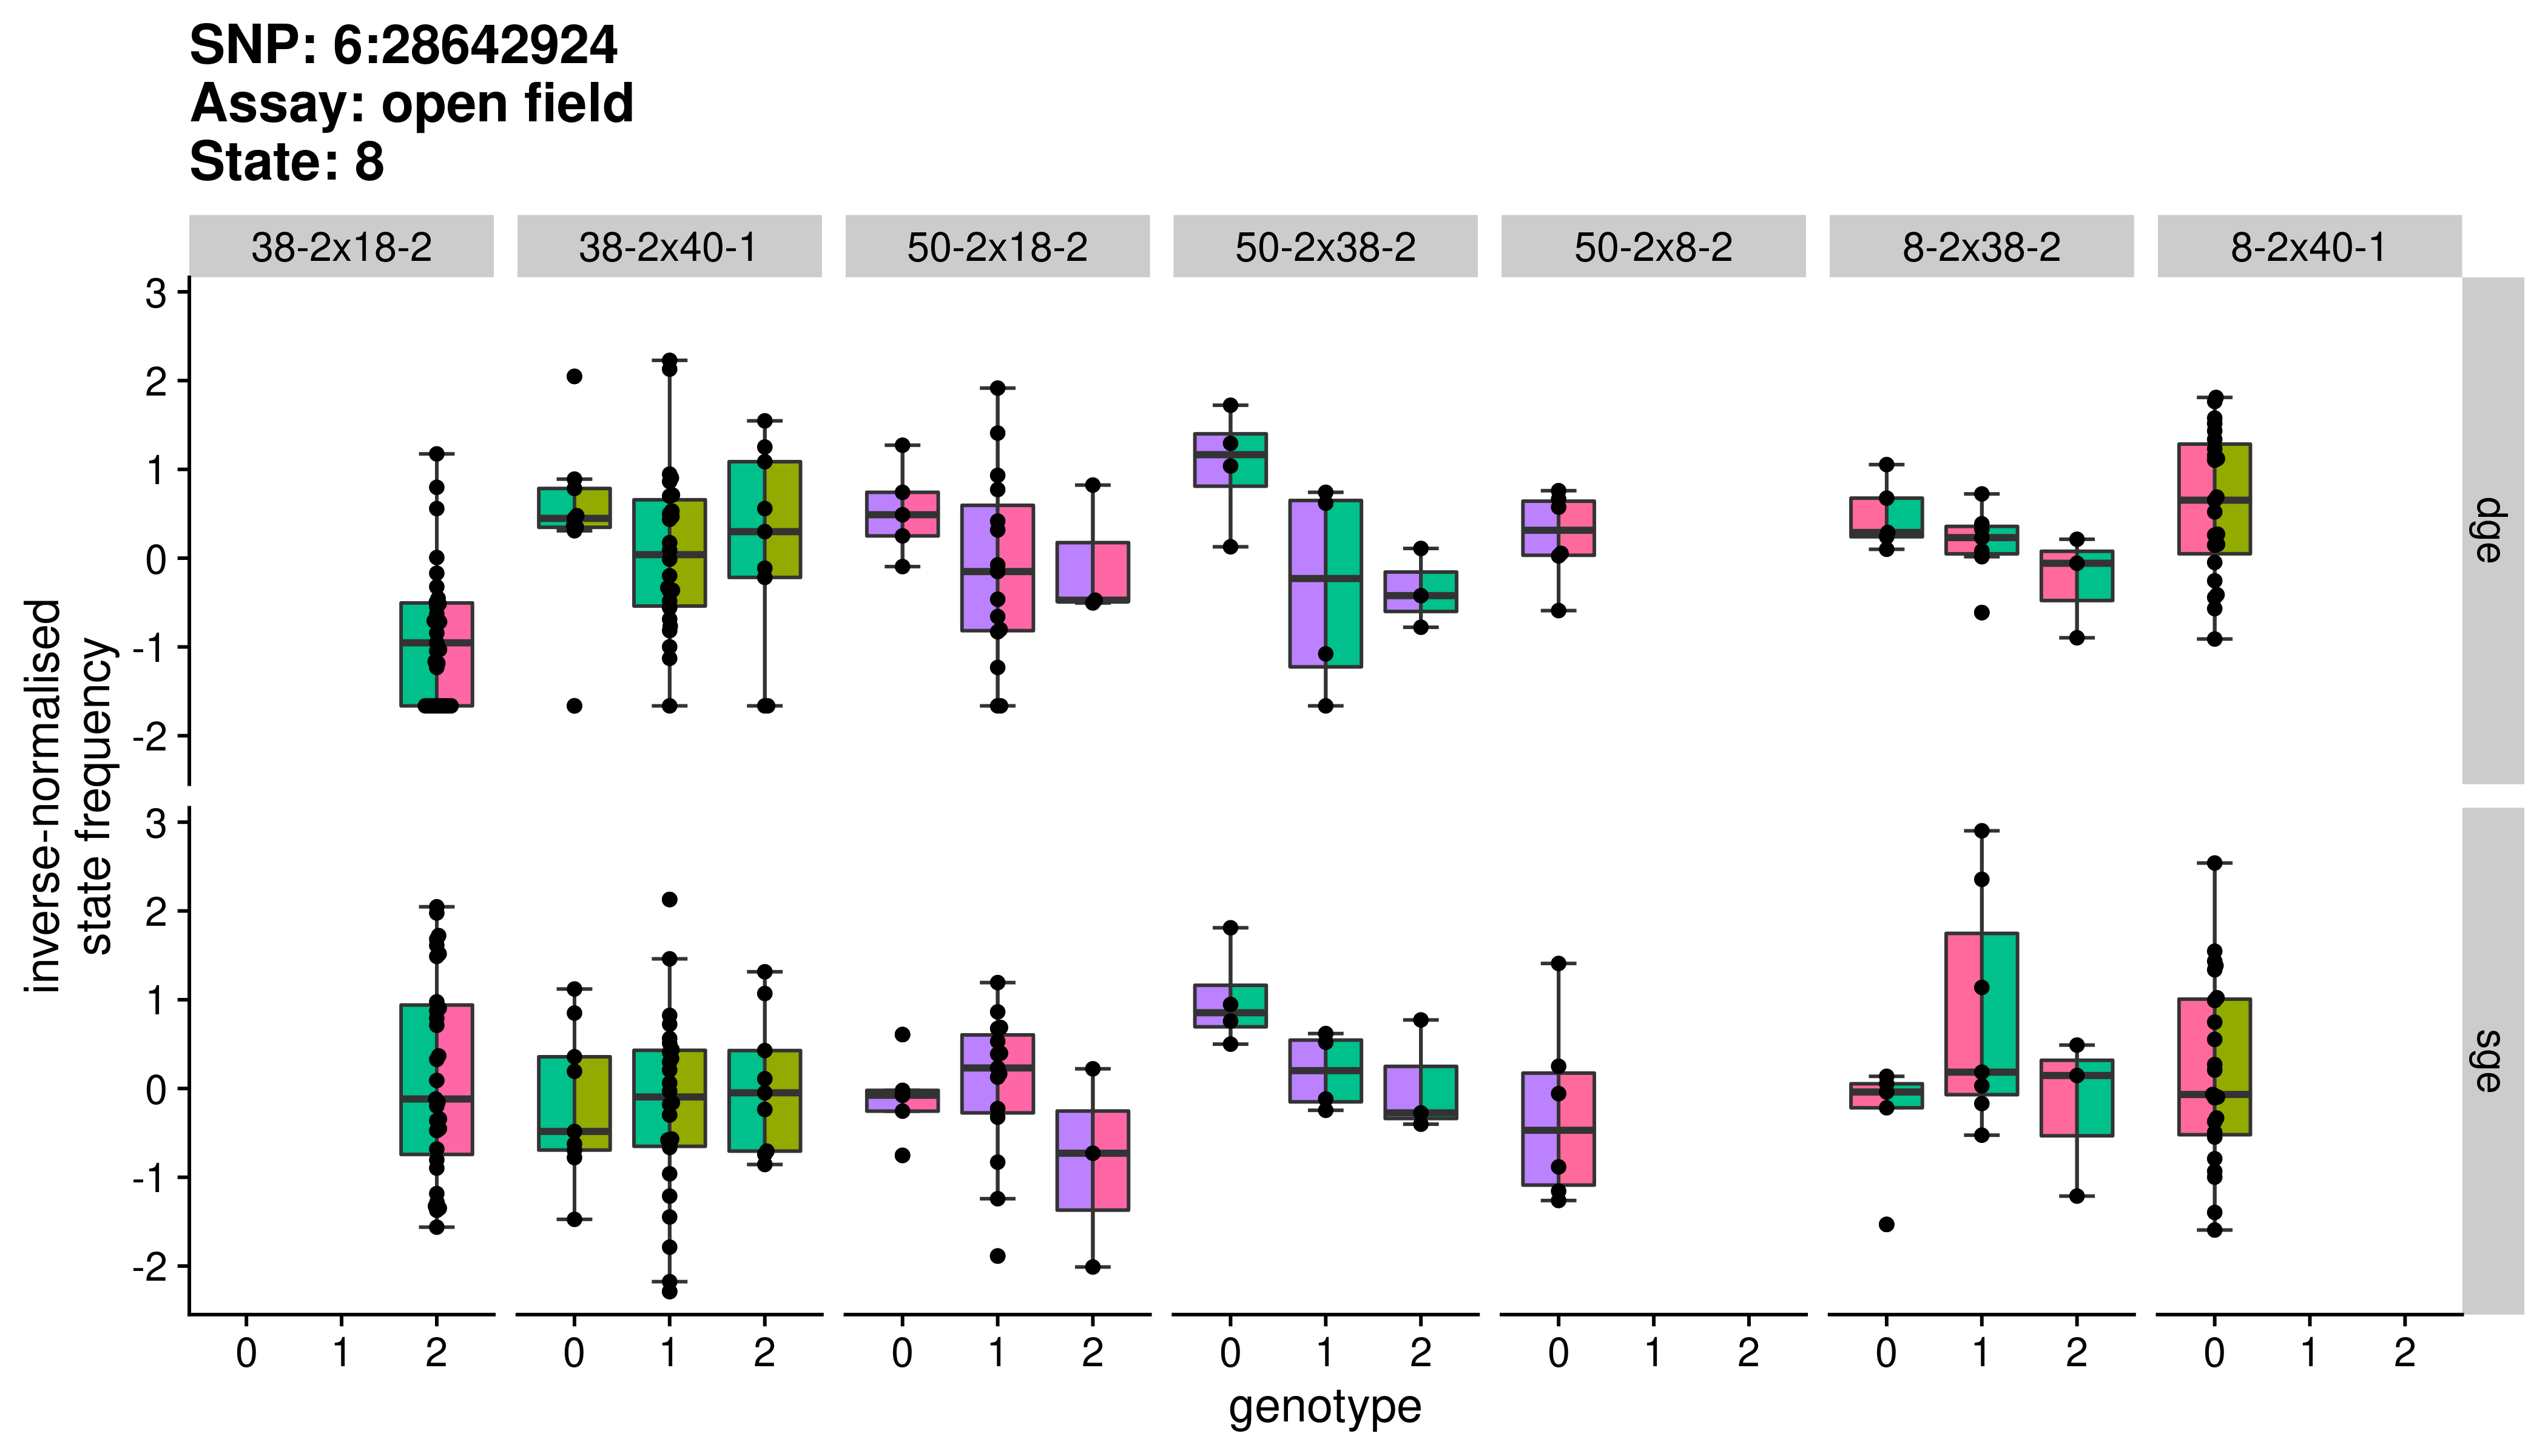 SNP: 6:28642924
Assay: open field
State: 8
38-2x18-2 38-2x40-1 50-2x18-2 50-2x38-2 50-2x8-2 8-2x38-2 8-2x40-1
3
2
1
0
-1
-2
dge
3
2
1
0
-1
-2
sge
inverse-normalised
state frequency
0 1 2 0 1 2 0 1 2 0 1 2 0 1 2 0 1 2 0 1 2
genotype